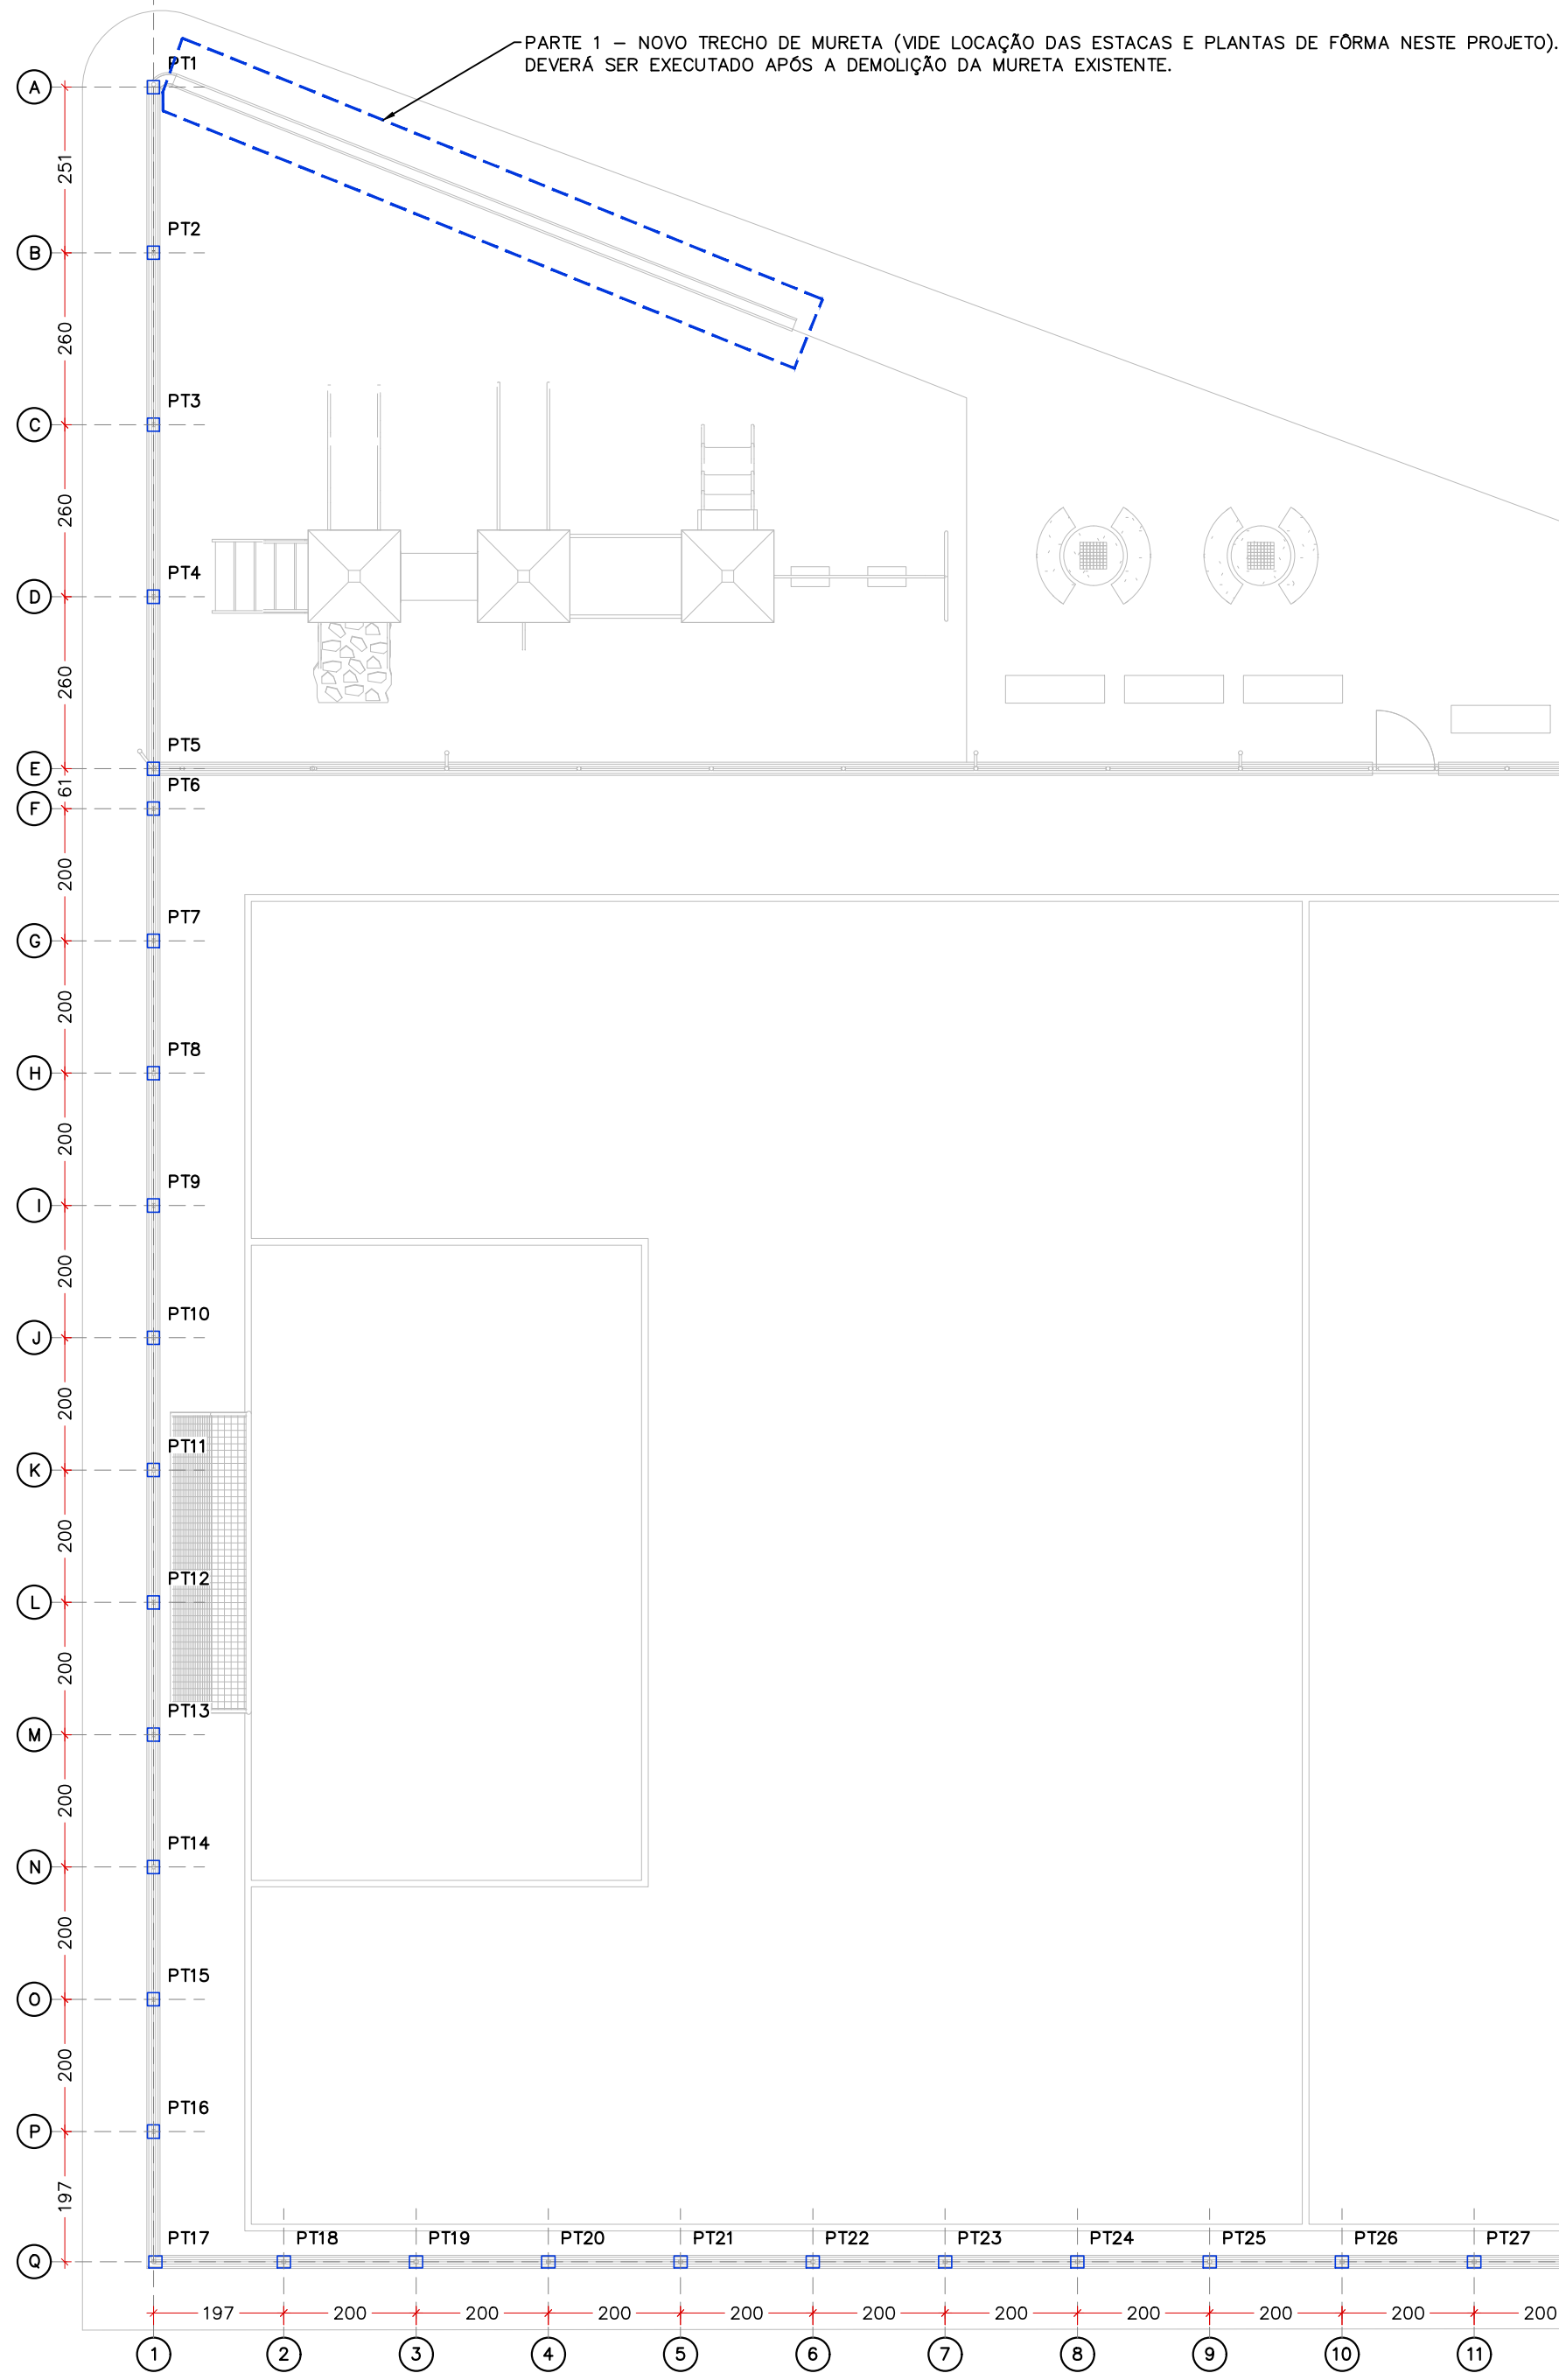 PARTE 1 – NOVO TRECHO DE MURETA (VIDE LOCAÇÃO DAS ESTACAS E PLANTAS DE FÔRMA NESTE PROJETO).
DEVERÁ SER EXECUTADO APÓS A DEMOLIÇÃO DA MURETA EXISTENTE.
PT1
A
251
PT2
B
260
PT3
C
260
PT4
D
260
PT5
E
61
PT6
F
200
PT7
G
200
PT8
H
200
PT9
I
200
PT10
J
200
PT11
K
200
PT12
L
200
PT13
M
200
PT14
N
200
PT15
O
200
PT16
P
197
PT17 PT18 PT19 PT20 PT21 PT22 PT23 PT24 PT25 PT26 PT27
Q
197 200 200 200 200 200 200 200 200 200 200
1 2 3 4 5 6 7 8 9 10 11